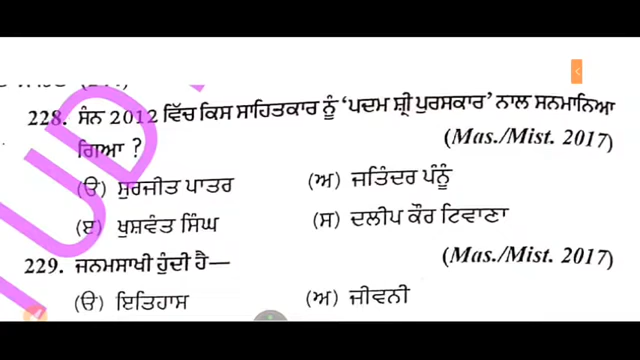 228. ਸੰਨ 2012 ਵਿੱਚ ਕਿਸ ਸਾਹਿਤਕਾਰ ਨੂੰ ‘ਪਦਮ ਸ਼੍ਰੀ ਪੁਰਸਕਾਰ’ ਨਾਲ ਸਨਮਾਨਿਆ
ਗਿਆ ? (Mas./Mist. 2017)
(ੳ) ਸੁਰਜੀਤ ਪਾਤਰ (ਅ) ਜਤਿੰਦਰ ਪੰਨੂੰ
(ੲ) ਖੁਸ਼ਵੰਤ ਸਿੰਘ (ਸ) ਦਲੀਪ ਕੌਰ ਟਿਵਾਣਾ
229. ਜਨਮਸਾਖੀ ਹੁੰਦੀ ਹੈ— (Mas./Mist. 2017)
(ੳ) ਇਤਿਹਾਸ (ਅ) ਜੀਵਨੀ
TUD